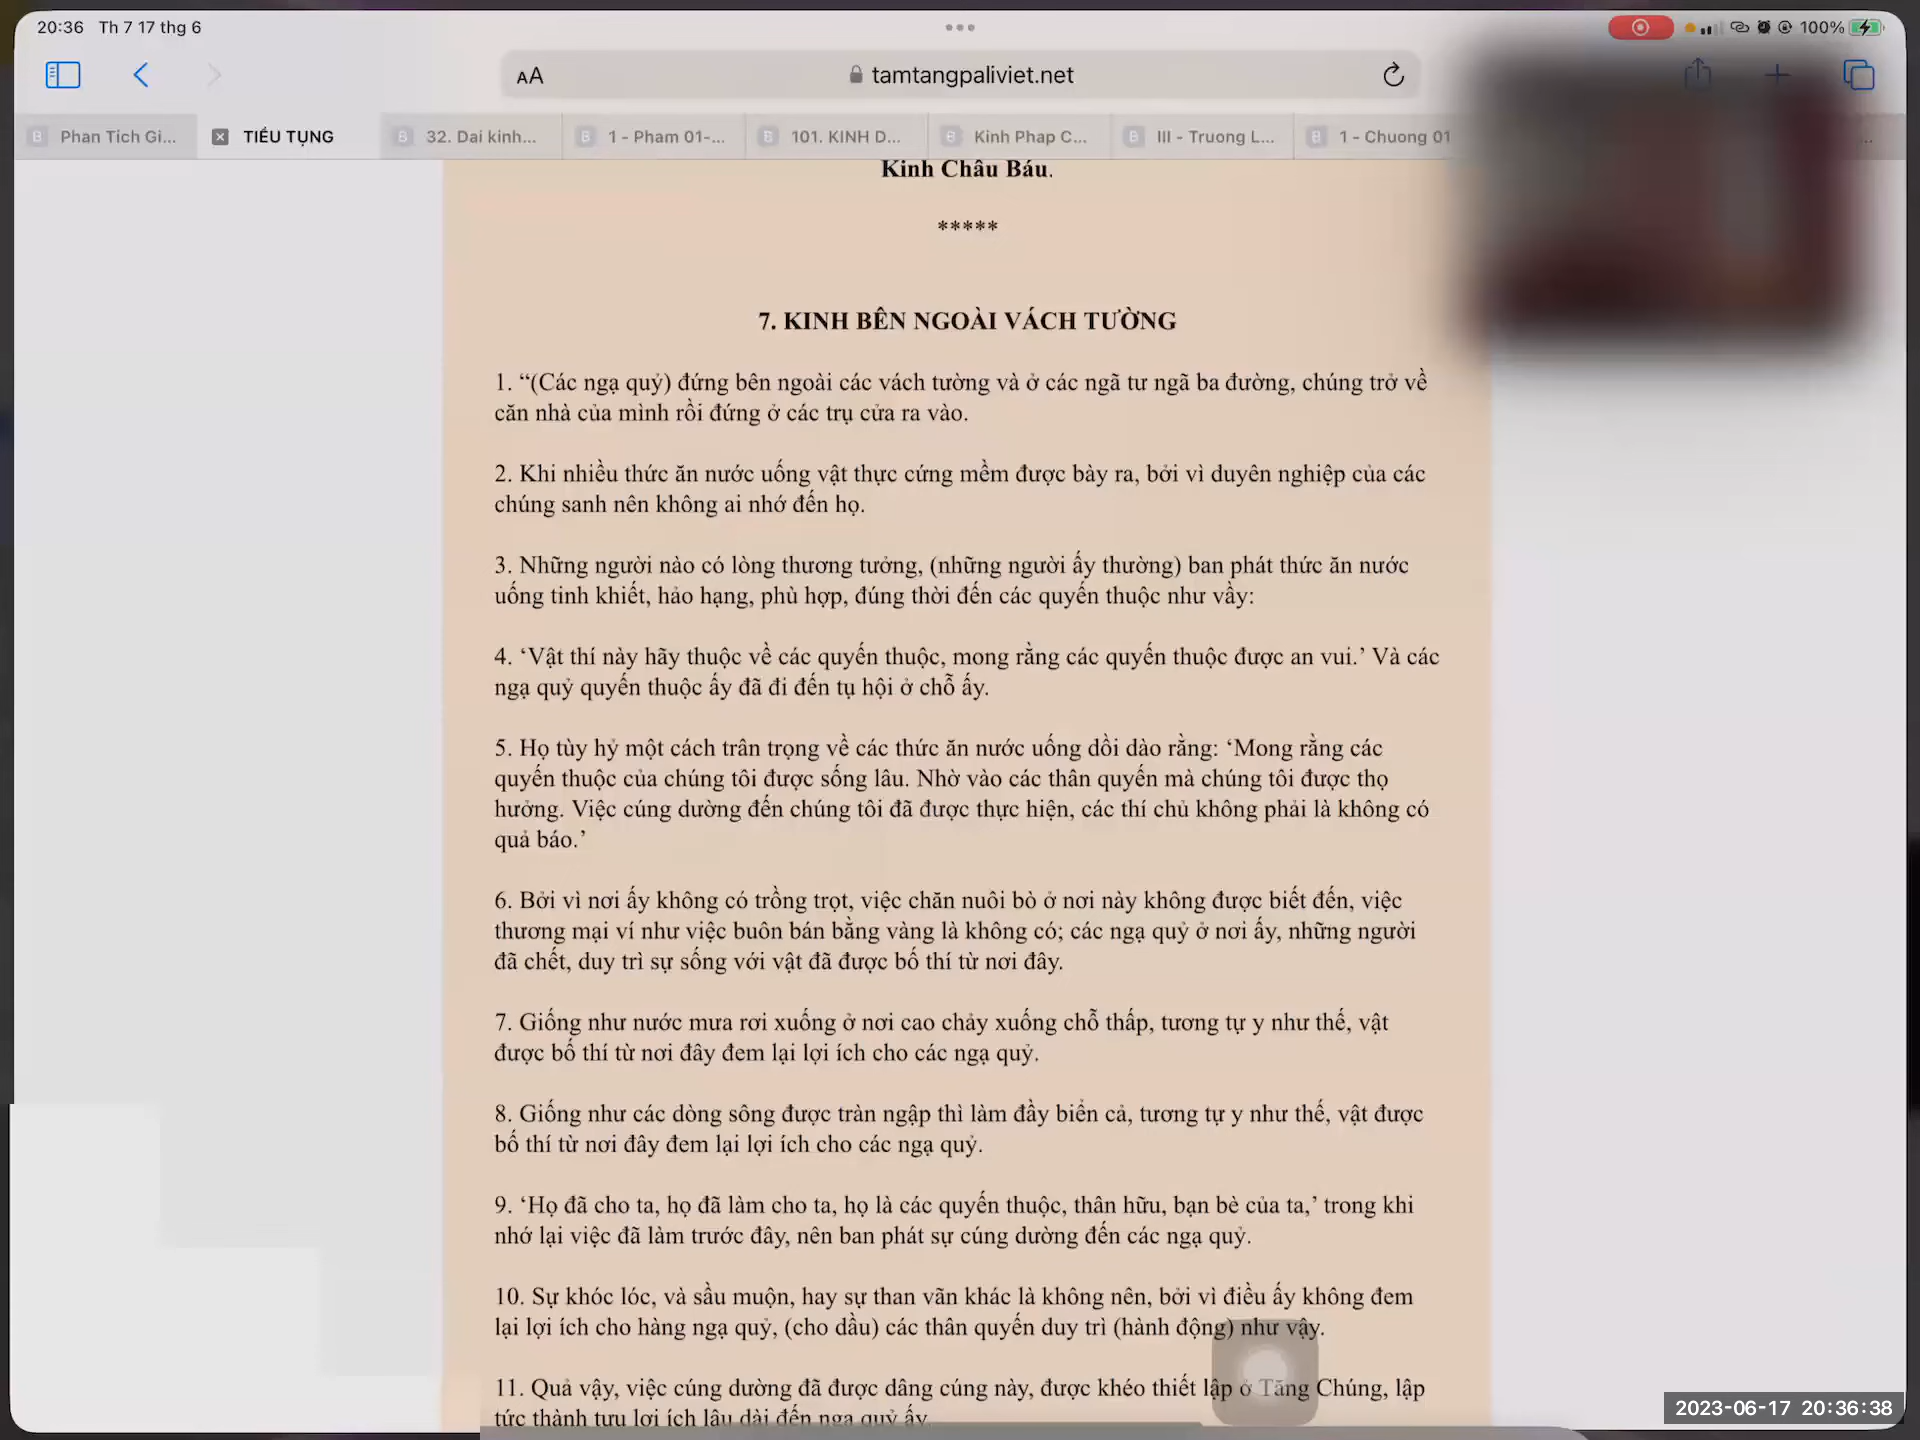 20:36 Th 7 17 thg 6
100%
AA tamtangpaliviet.net
Phan Tich Gi...
TIỂU TỤNG
32. Dai kinh...
1 - Pham 01-...
101. KINH D...
Kinh Phap C...
III - Truong L...
1 - Chuong 01
Kinh Châu Báu.
*****
7. KINH BÊN NGOÀI VÁCH TƯỜNG
1. “(Các ngạ quỷ) đứng bên ngoài các vách tường và ở các ngã tư ngã ba đường, chúng trở về
căn nhà của mình rồi đứng ở các trụ cửa ra vào.
2. Khi nhiều thức ăn nước uống vật thực cứng mềm được bày ra, bởi vì duyên nghiệp của các
chúng sanh nên không ai nhớ đến họ.
3. Những người nào có lòng thương tưởng, (những người ấy thường) ban phát thức ăn nước
uống tinh khiết, hảo hạng, phù hợp, đúng thời đến các quyến thuộc như vầy:
4. ‘Vật thí này hãy thuộc về các quyến thuộc, mong rằng các quyến thuộc được an vui.’ Và các
ngạ quỷ quyến thuộc ấy đã đi đến tụ hội ở chỗ ấy.
5. Họ tùy hỷ một cách trân trọng về các thức ăn nước uống dồi dào rằng: ‘Mong rằng các
quyến thuộc của chúng tôi được sống lâu. Nhờ vào các thân quyến mà chúng tôi được thọ
hưởng. Việc cúng dường đến chúng tôi đã được thực hiện, các thí chủ không phải là không có
quả báo.’
6. Bởi vì nơi ấy không có trồng trọt, việc chăn nuôi bò ở nơi này không được biết đến, việc
thương mại ví như việc buôn bán bằng vàng là không có; các ngạ quỷ ở nơi ấy, những người
đã chết, duy trì sự sống với vật đã được bố thí từ nơi đây.
7. Giống như nước mưa rơi xuống ở nơi cao chảy xuống chỗ thấp, tương tự y như thế, vật
được bố thí từ nơi đây đem lại lợi ích cho các ngạ quỷ.
8. Giống như các dòng sông được tràn ngập thì làm đầy biển cả, tương tự y như thế, vật được
bố thí từ nơi đây đem lại lợi ích cho các ngạ quỷ.
9. ‘Họ đã cho ta, họ đã làm cho ta, họ là các quyến thuộc, thân hữu, bạn bè của ta,’ trong khi
nhớ lại việc đã làm trước đây, nên ban phát sự cúng dường đến các ngạ quỷ.
10. Sự khóc lóc, và sầu muộn, hay sự than vãn khác là không nên, bởi vì điều ấy không đem
lại lợi ích cho hàng ngạ quỷ, (cho dầu) các thân quyến duy trì (hành động) như vậy.
11. Quả vậy, việc cúng dường đã được dâng cúng này, được khéo thiết lập ở Tăng Chúng, lập
tức thành tựu lợi ích lâu dài đến ngạ quỷ ấy.
2023-06-17 20:36:38